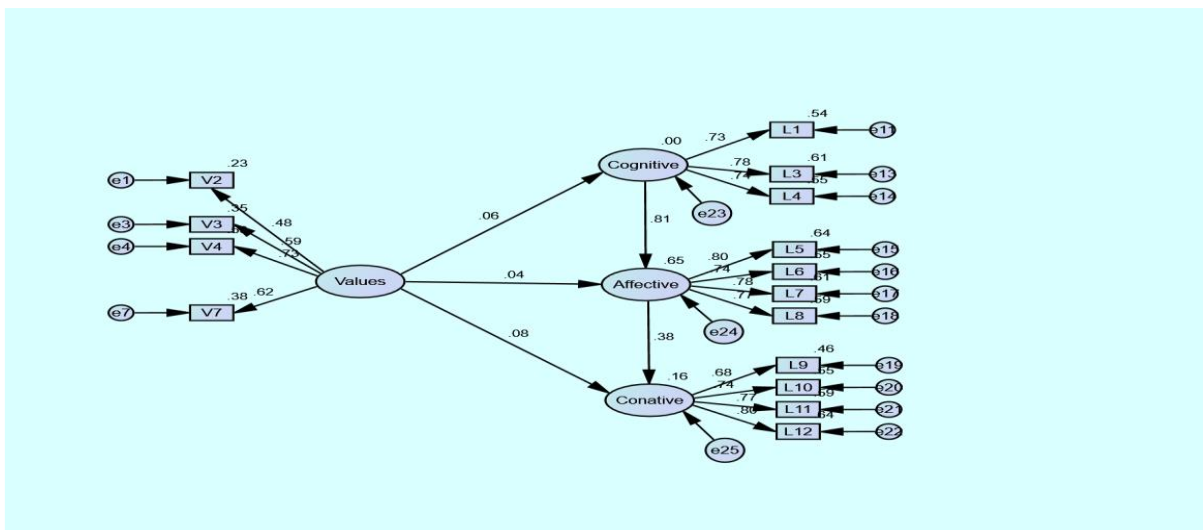 .54
L1
e11
.73
.00
Cognitive
.78
.61
L3
e13
.74
.55
L4
e14
e23
.23
e1
V2
.48
.35
e3
V3
.59
e4
V4
.73
.06
.81
Values
.04
.65
Affective
.64
.80
L5
e15
.55
.74
L6
e16
.61
.78
L7
e17
.59
.77
L8
e18
e24
.38
.62
e7
V7
.08
.38
.16
Conative
.46
.68
L9
e19
.55
.74
L10
e20
.59
.77
L11
e21
.64
.80
L12
e22
e25